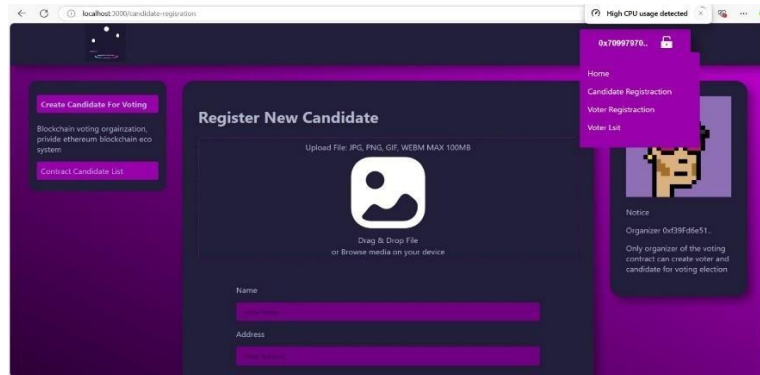 localhost:3000/candidate-regisration
High CPU usage detected
0x70997970..
Home
Candidate Registraction
Voter Registraction
Voter Lsit
Create Candidate For Voting
Blockchain voting orgainzation,
privide ethereum blockchain eco
system
Contract Candidate List
Register New Candidate
Upload File: JPG, PNG, GIF, WEBM MAX 100MB
Drag & Drop File
or Browse media on your device
Name
Address
Notice
Organizer 0xf39Fd6e51..
Only organizer of the voting
contract can create voter and
candidate for voting election